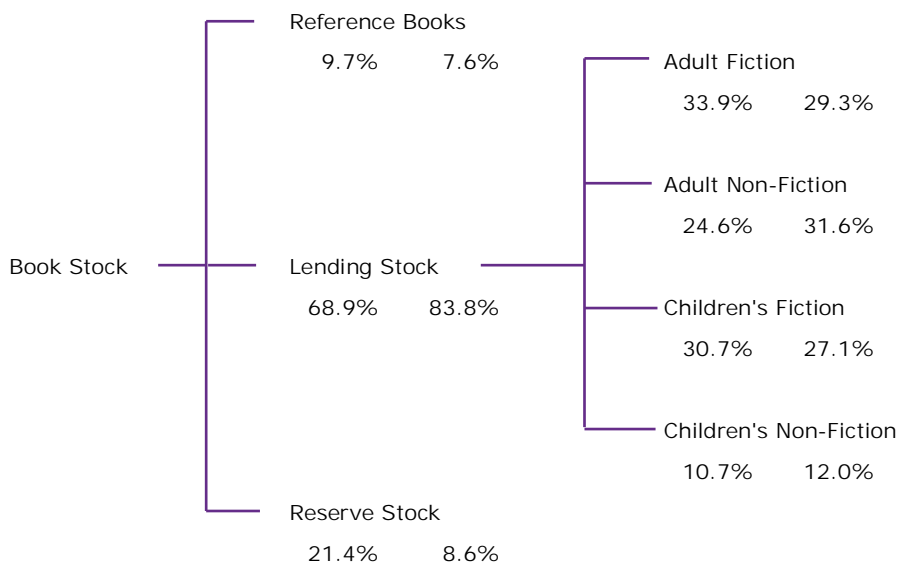 Reference Books
9.7% 7.6%
Adult Fiction
33.9% 29.3%
Adult Non-Fiction
24.6% 31.6%
Book Stock
Lending Stock
68.9% 83.8%
Children's Fiction
30.7% 27.1%
Children's Non-Fiction
10.7% 12.0%
Reserve Stock
21.4% 8.6%